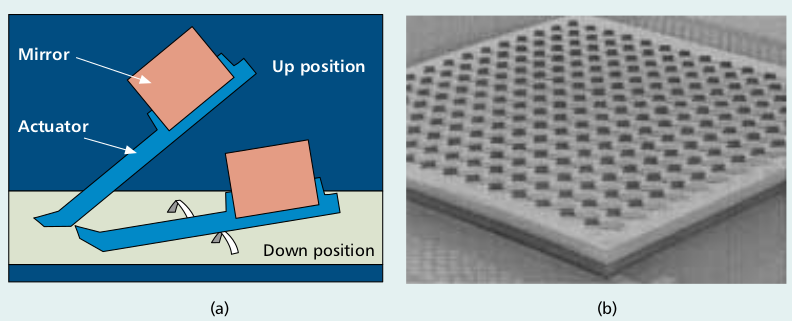 Mirror
Up position
Actuator
Down position
(a)
(b)